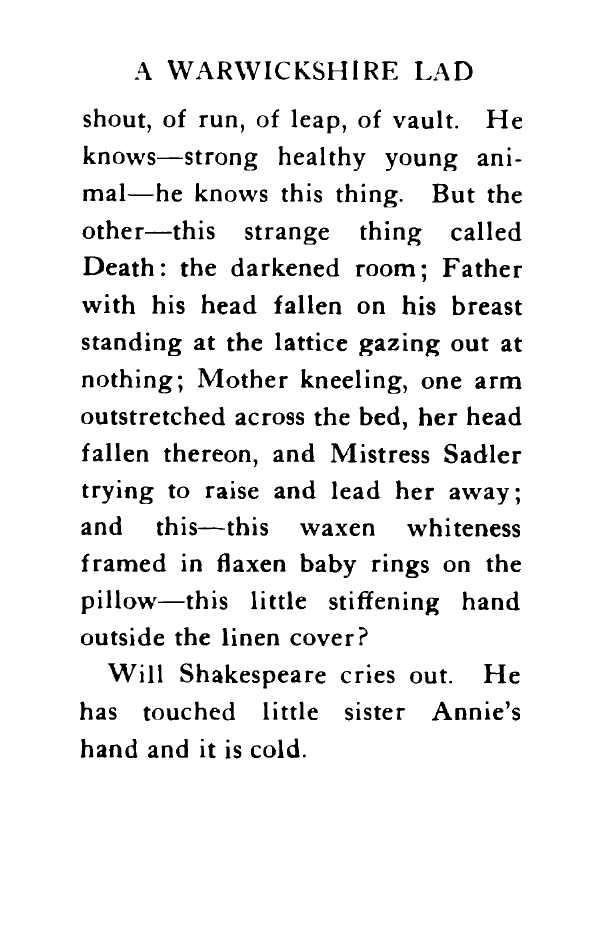 A WARWICKSHIRE LAD
shout, of run, of leap, of vault. He
knows—strong healthy young ani-
mal—he knows this thing. But the
other—this strange thing called
Death: the darkened room; Father
with his head fallen on his breast
standing at the lattice gazing out at
nothing; Mother kneeling, one arm
outstretched across the bed, her head
fallen thereon, and Mistress Sadler
trying to raise and lead her away;
and this—this waxen whiteness
framed in flaxen baby rings on the
pillow—this little stiffening hand
outside the linen cover?
Will Shakespeare cries out. He
has touched little sister Annie's
hand and it is cold.